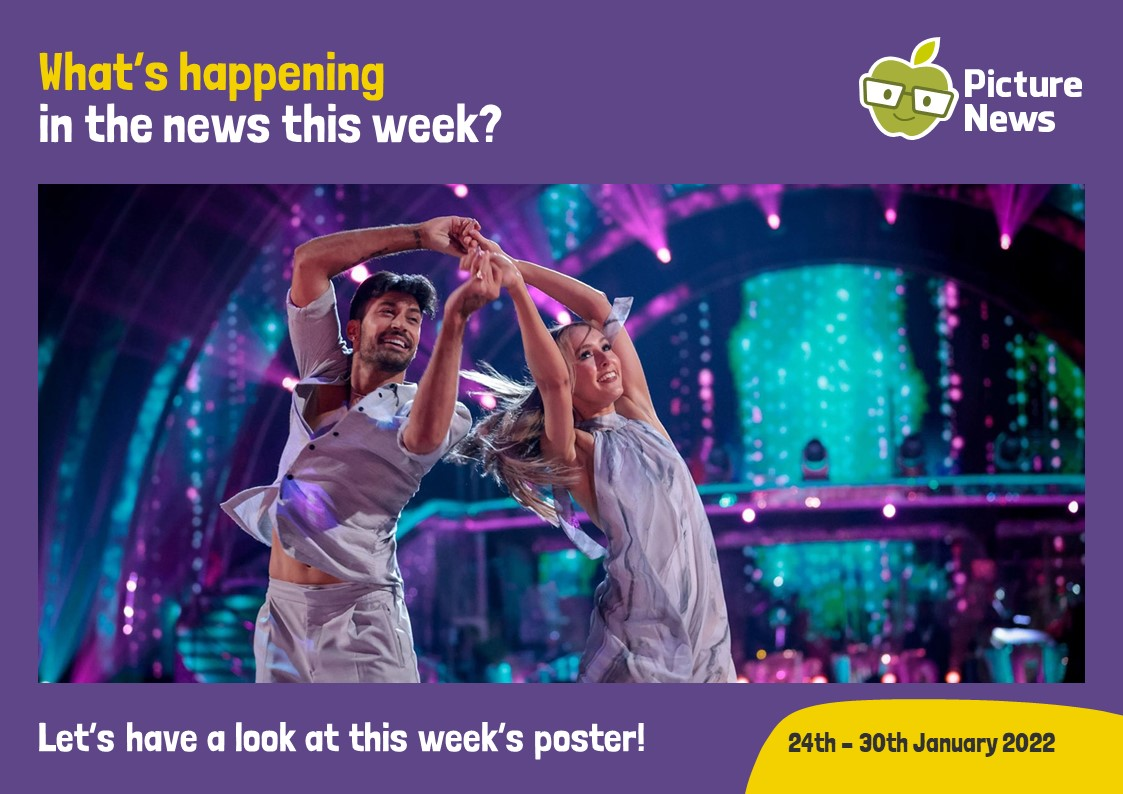 What's happening
in the news this week?
Picture
News
Let's have a look at this week's poster!
24th - 30th January 2022